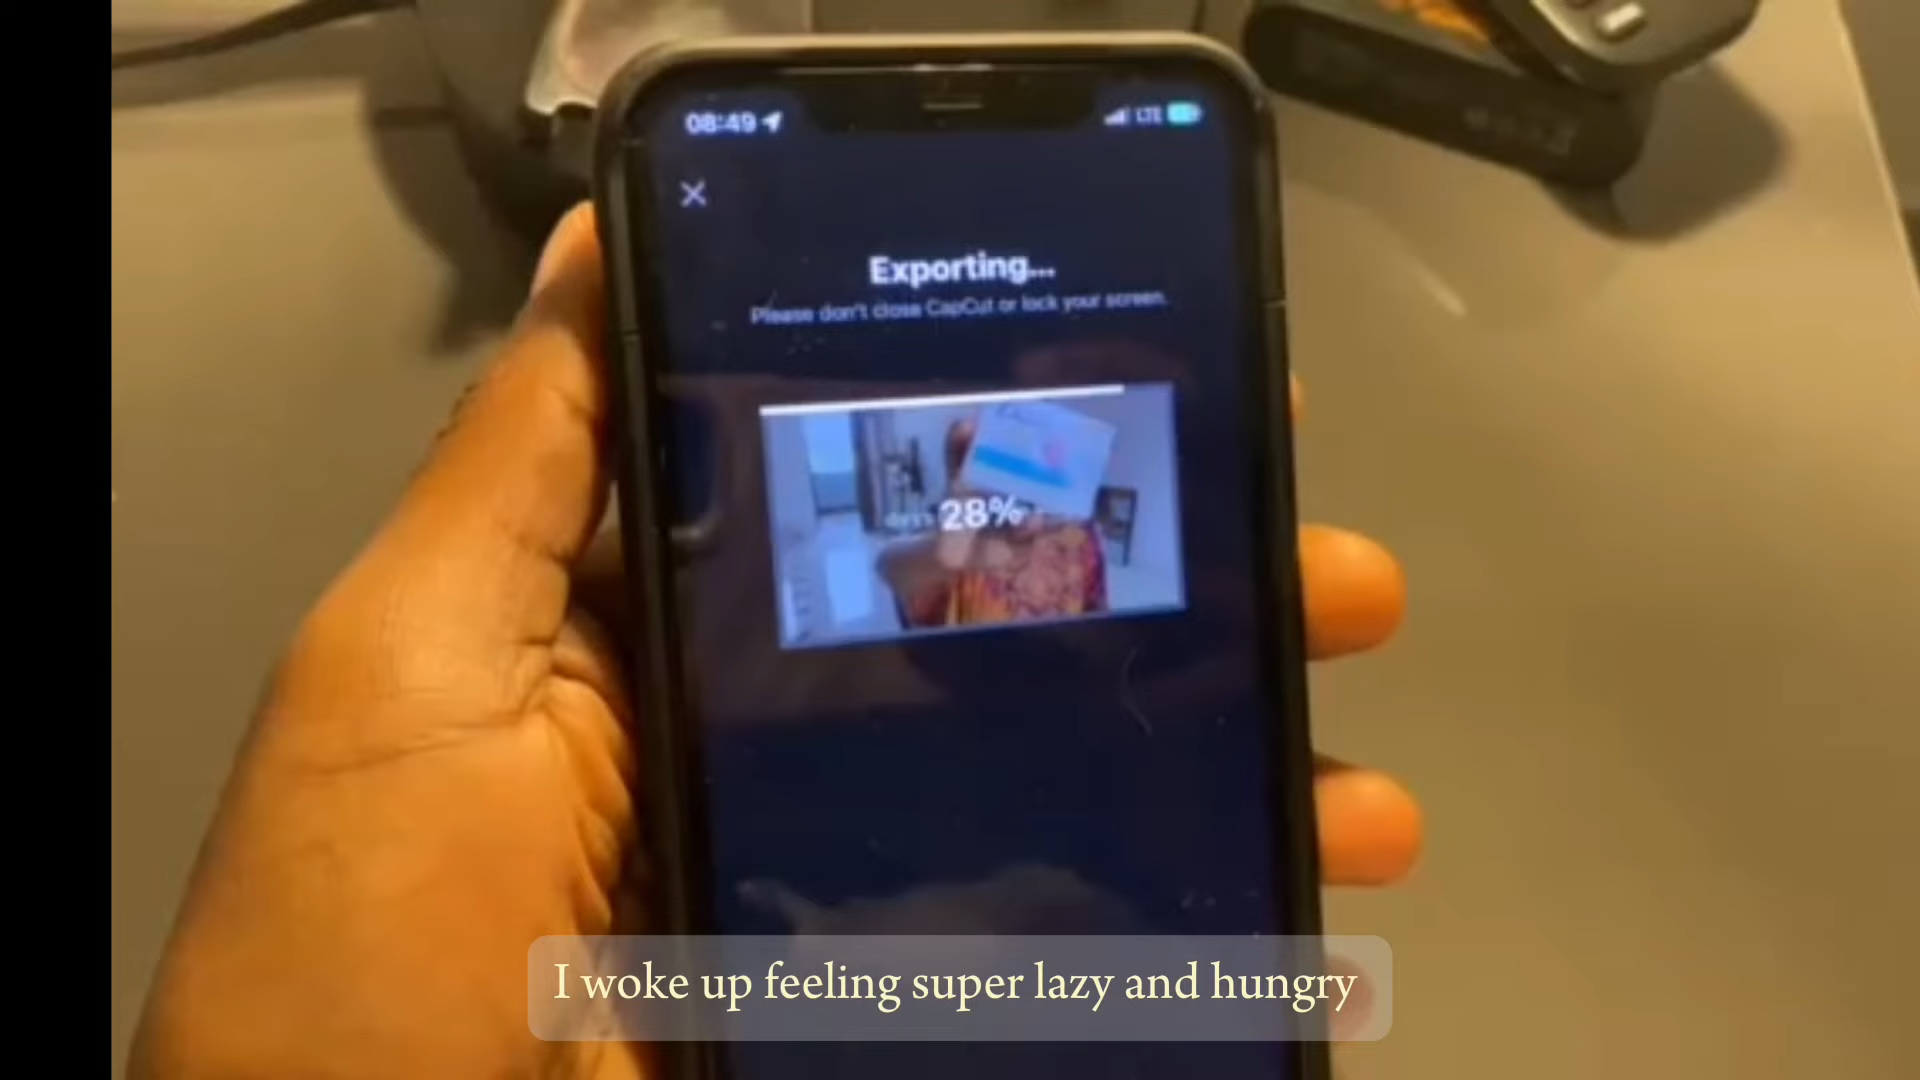 08:49
LTE
Exporting...
Please don't close CapCut or lock your screen.
28%
I woke up feeling super lazy and hungry